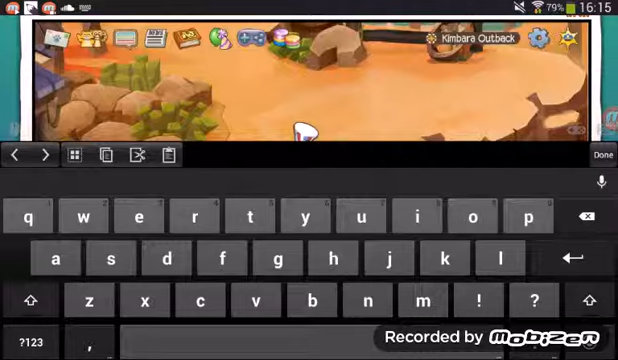 79% 16:15
Kimbara Outback
Done
q w e r t y u i o p
a s d f g h j k l
z x c v b n m ! ?
?123 ,
Recorded by mobizen